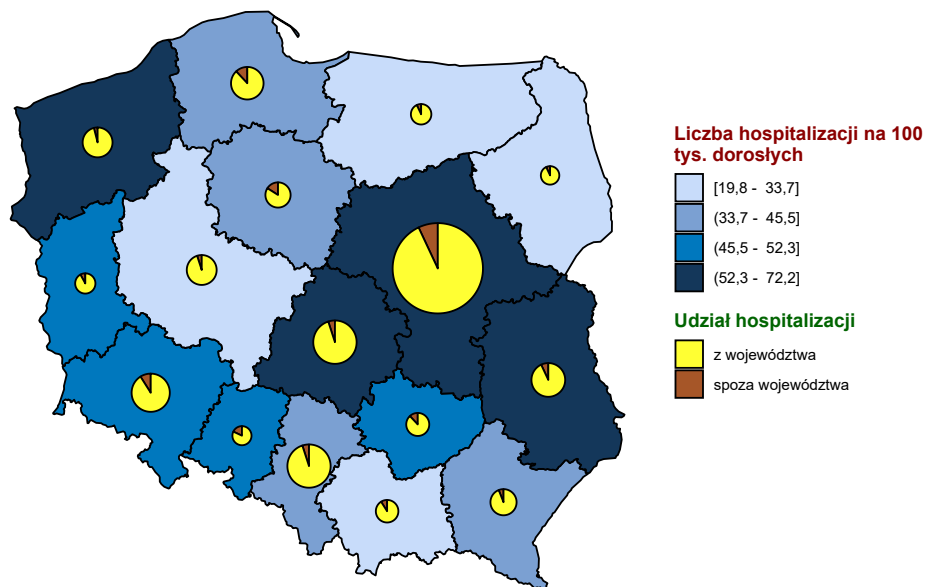 Liczba hospitalizacji na 100
tys. dorosłych
[19,8 - 33,7]
(33,7 - 45,5]
(45,5 - 52,3]
(52,3 - 72,2]
Udział hospitalizacji
z województwa
spoza województwa